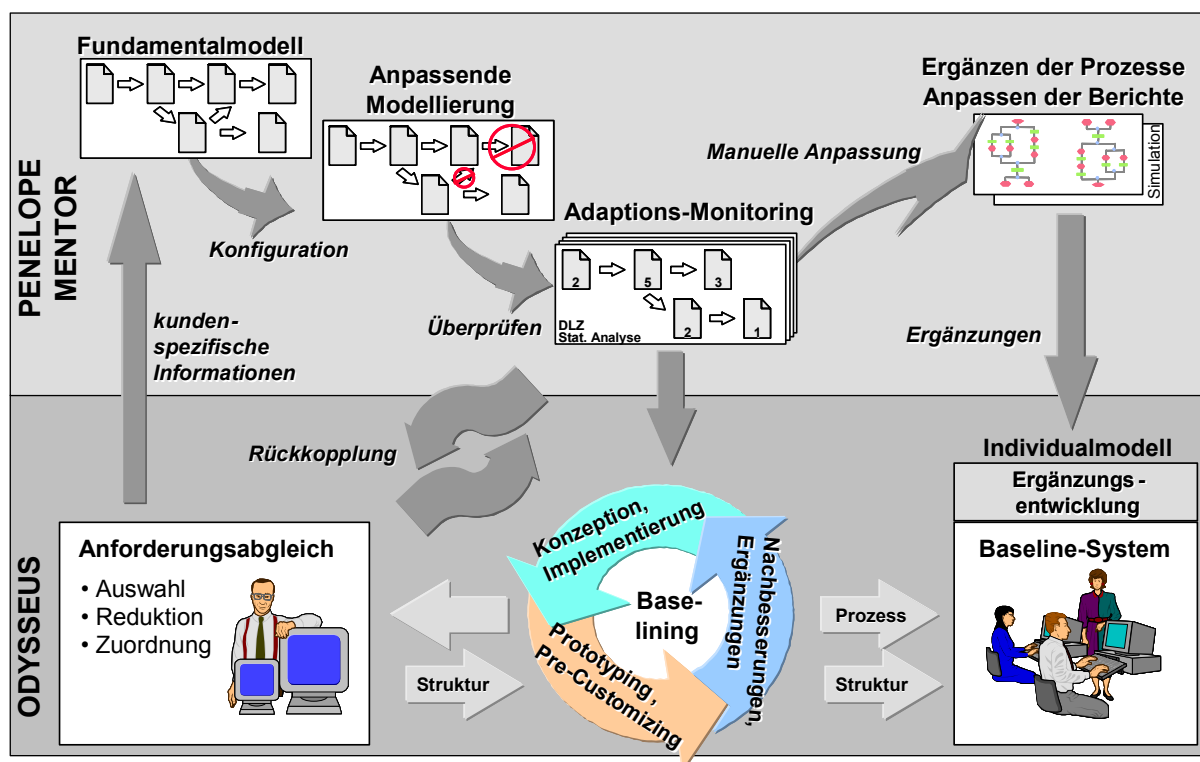 PENELOPE
MENTOR
Fundamentalmodell
Anpassende
Modellierung
Ergänzen der Prozesse
Anpassen der Berichte
Simulation
Manuelle Anpassung
Konfiguration
Adaptions-Monitoring
2
5
3
2
1
DLZ
Stat. Analyse
Überprüfen
kunden-
spezifische
Informationen
Ergänzungen
ODYSSEUS
Rückkopplung
Individualmodell
Ergänzungs-
entwicklung
Anforderungsabgleich
• Auswahl
• Reduktion
• Zuordnung
Konzeption,
Implementierung
Nachbesserungen,
Ergänzungen
Base-
lining
Prototyping,
Pre-Customizing
Struktur
Prozess
Struktur
Baseline-System